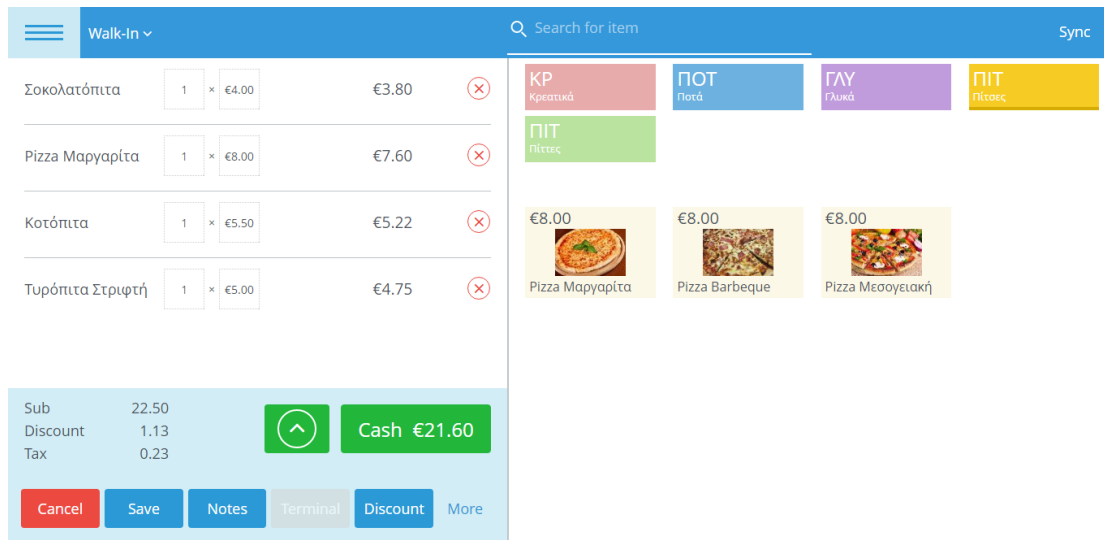 Walk-In
Search for item
Sync
Σοκολατόπιτα 1 × €4.00 €3.80
Pizza Μαργαρίτα 1 × €8.00 €7.60
Κοτόπιτα 1 × €5.50 €5.22
Τυρόπιτα Στριφτή 1 × €5.00 €4.75
Sub 22.50
Discount 1.13
Tax 0.23
Cash €21.60
Cancel Save Notes Terminal Discount More
ΚΡ
Κρεατικά
ΠΟΤ
Ποτά
ΓΛΥ
Γλυκά
ΠΙΤ
Πίτσες
ΠΙΤ
Πίττες
€8.00
Pizza Μαργαρίτα
€8.00
Pizza Barbeque
€8.00
Pizza Μεσογειακή